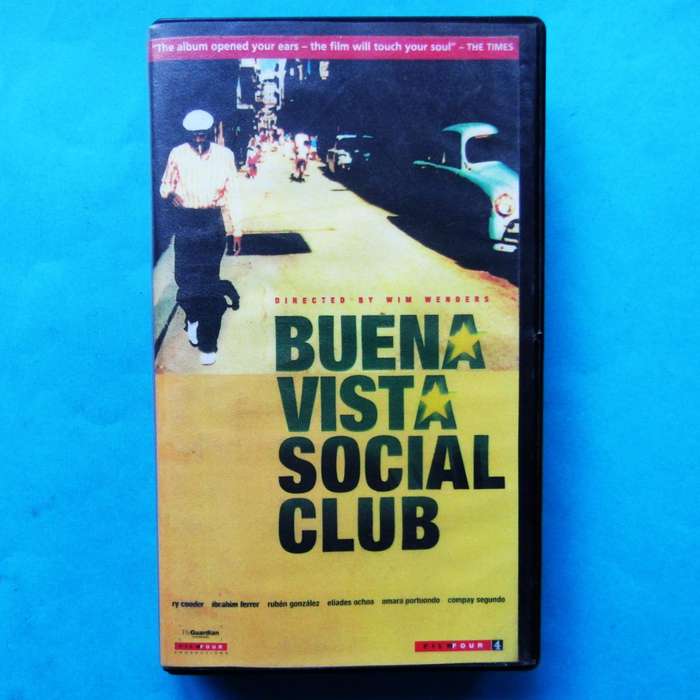 "The album opened your ears – the film will touch your soul" – THE TIMES
DIRECTED BY WIM WENDERS
BUENA
VISTA
SOCIAL
CLUB
ry cooder ibrahim ferrer rubén gonzález eliades ochoa omara portuondo compay segundo
TheGuardian
FILMFOUR
FILMFOUR 4